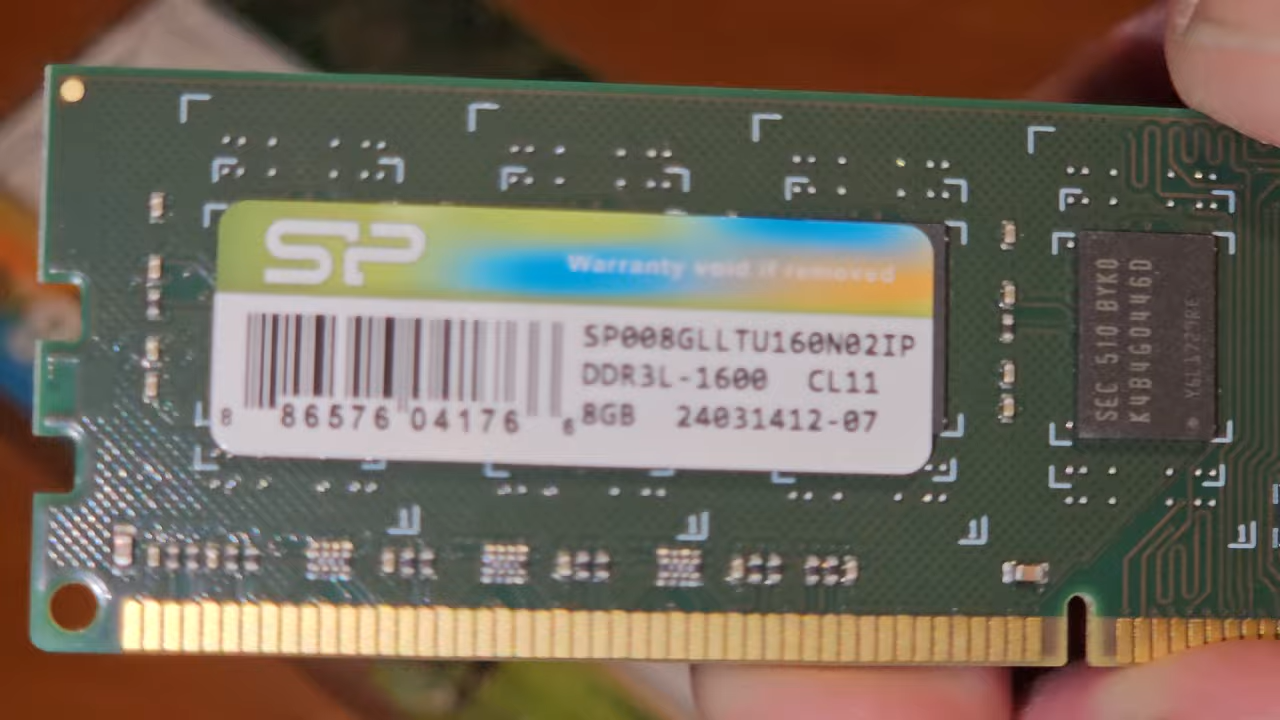 SP
Warranty void if removed
SP008GLLTU160N02IP
DDR3L-1600 CL11
8GB 24031412-07
8 86576 04176 6
SEC 510 BYK0
K4B4G0446D